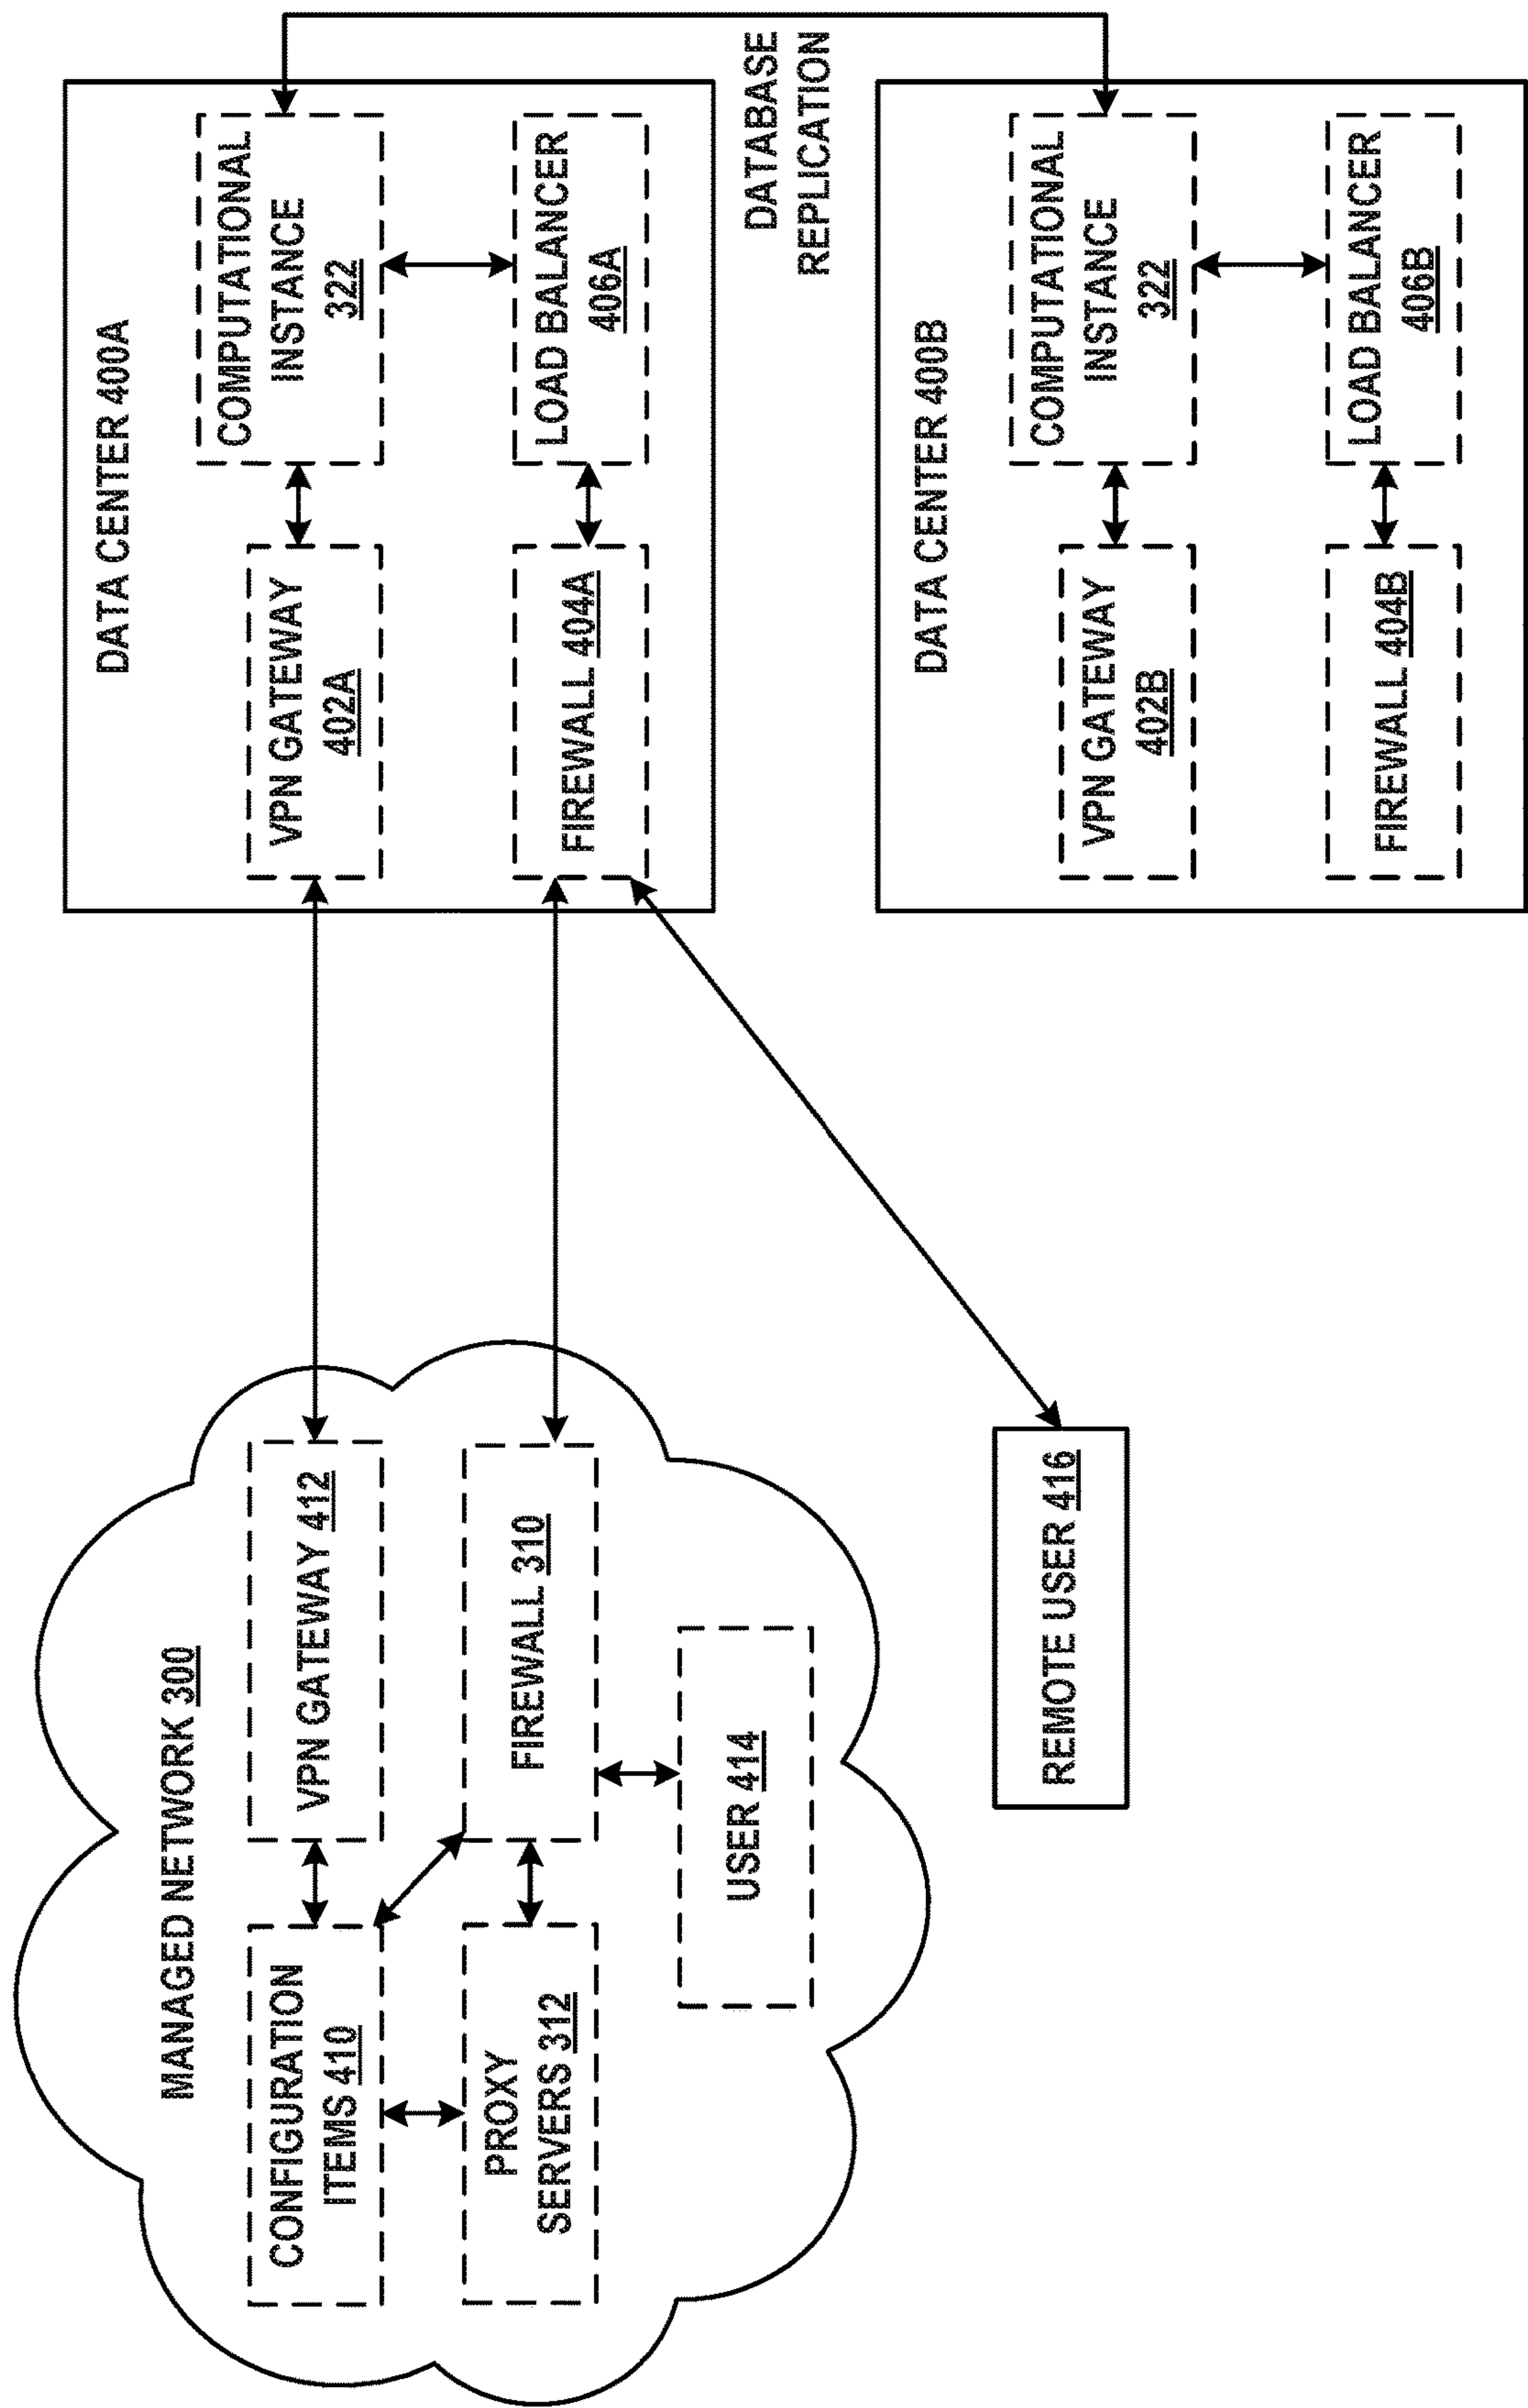 MANAGED NETWORK 300
CONFIGURATION
ITEMS 410
VPN GATEWAY 412
PROXY
SERVERS 312
FIREWALL 310
USER 414
REMOTE USER 416
DATA CENTER 400A
VPN GATEWAY
402A
COMPUTATIONAL
INSTANCE
322
FIREWALL 404A
LOAD BALANCER
406A
DATABASE
REPLICATION
DATA CENTER 400B
VPN GATEWAY
402B
COMPUTATIONAL
INSTANCE
322
FIREWALL 404B
LOAD BALANCER
406B